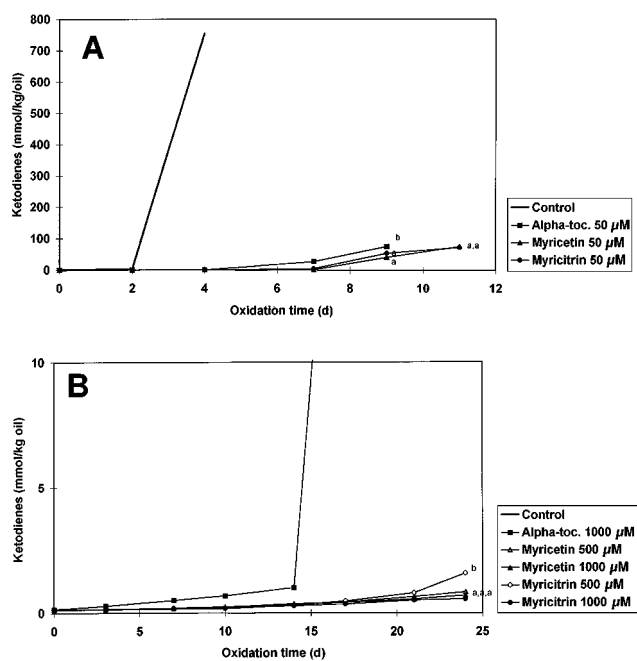 A
Ketodienes (mmol/kg/oil)
800
700
600
500
400
300
200
100
0
b
a,a
a
a
0 2 4 6 8 10 12
Oxidation time (d)
Control
Alpha-toc. 50 µM
Myricetin 50 µM
Myricitrin 50 µM
B
Ketodienes (mmol/kg oil)
10
5
0
b
a,a,a
0 5 10 15 20 25
Oxidation time (d)
Control
Alpha-toc. 1000 µM
Myricetin 500 µM
Myricetin 1000 µM
Myricitrin 500 µM
Myricitrin 1000 µM